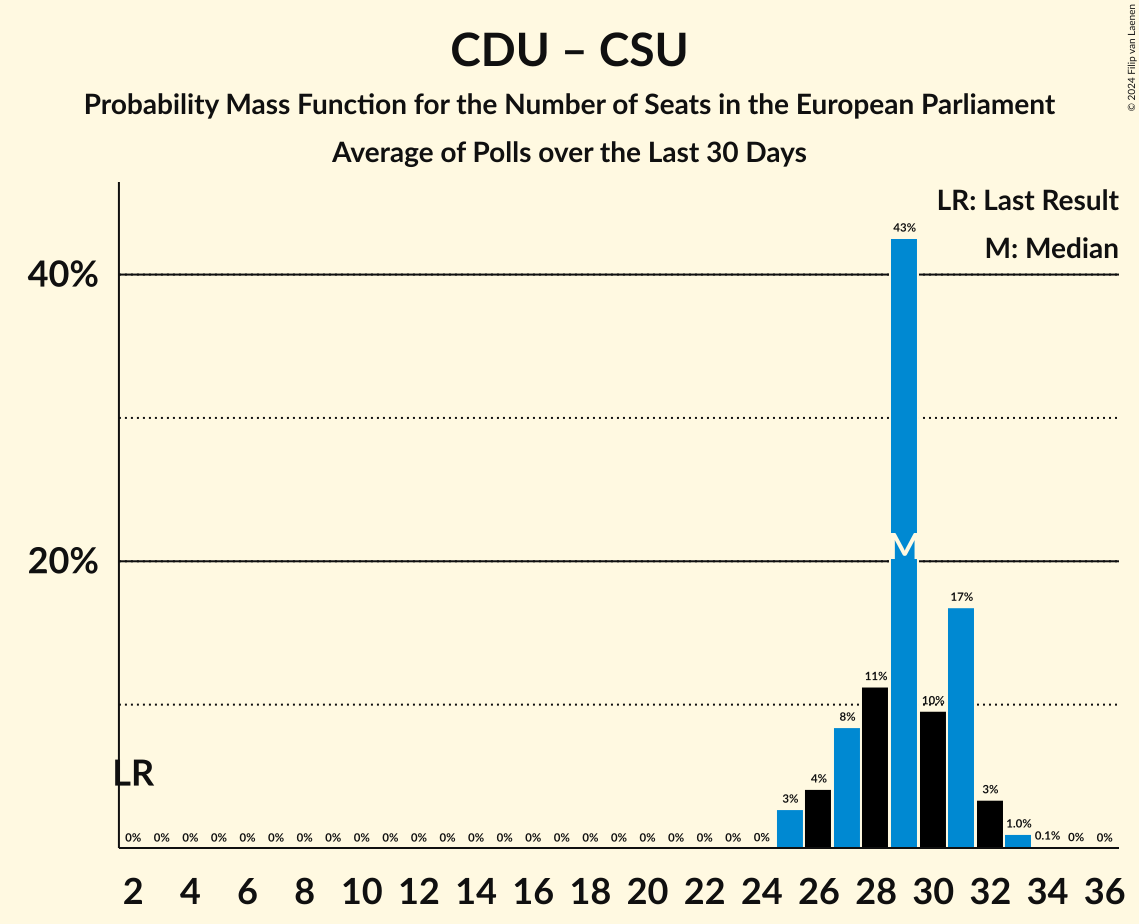 CDU – CSU
Probability Mass Function for the Number of Seats in the European Parliament
Average of Polls over the Last 30 Days
© 2024 Filip van Laenen
LR: Last Result
M: Median
40%
20%
43%
M
17%
11%
10%
8%
LR
4%
3%
3%
1.0%
0.1%
0% 0% 0% 0% 0% 0% 0% 0% 0% 0% 0% 0% 0% 0% 0% 0% 0% 0% 0% 0% 0% 0% 0% 0% 0%
2 4 6 8 10 12 14 16 18 20 22 24 26 28 30 32 34 36